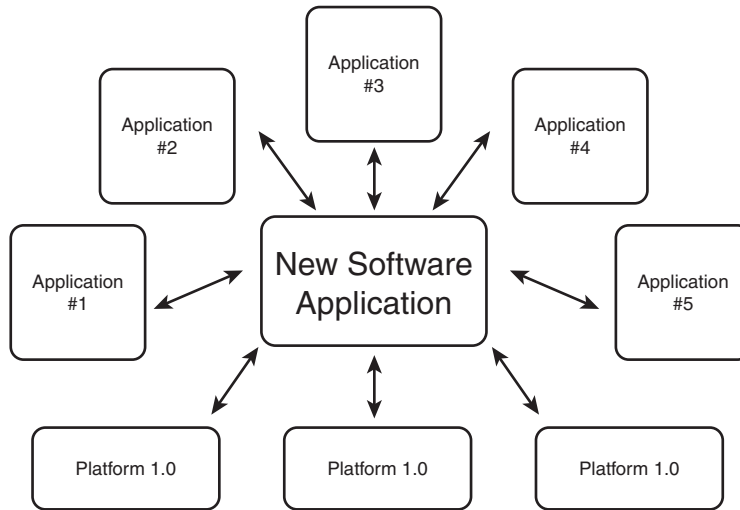 Application
#3
Application
#2
Application
#4
New Software
Application
Application
#1
Application
#5
Platform 1.0
Platform 1.0
Platform 1.0